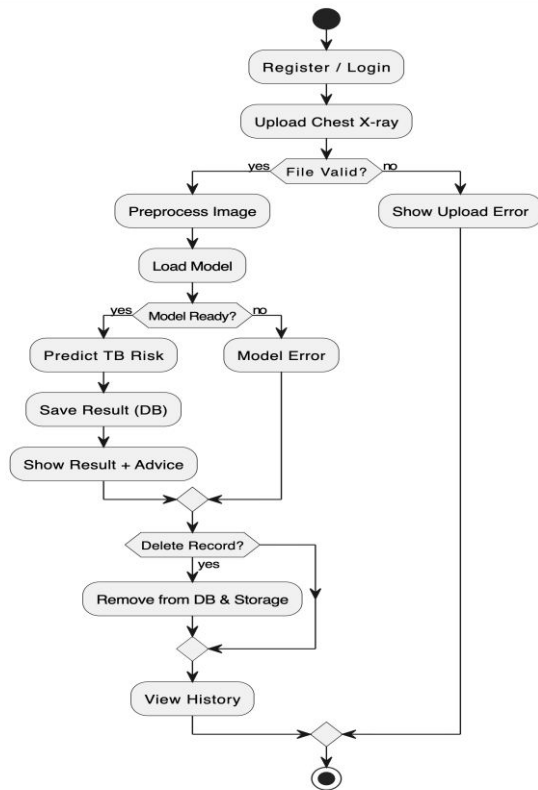 Register / Login
Upload Chest X-ray
yes
File Valid?
no
Preprocess Image
Show Upload Error
Load Model
yes
Model Ready?
no
Predict TB Risk
Model Error
Save Result (DB)
Show Result + Advice
Delete Record?
yes
Remove from DB & Storage
View History